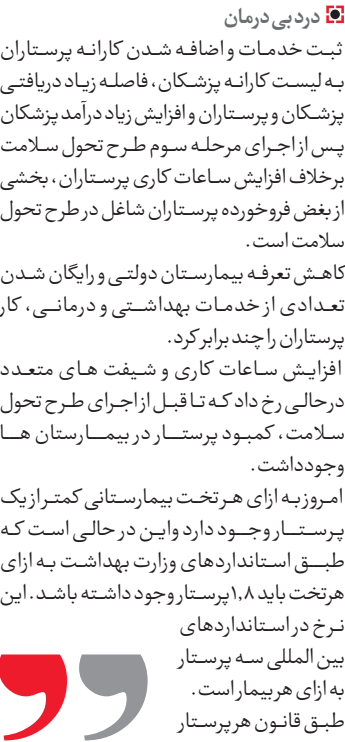 درد بی درمان
ثبت خدمات و اضافه شدن کارانه پرستاران
به لیست کارانه پزشکان، فاصله زیاد دریافتی
پزشکان و پرستاران و افزایش زیاد درآمد پزشکان
پس از اجرای مرحله سوم طرح تحول سلامت
برخلاف افزایش ساعات کاری پرستاران، بخشی
از بغض فروخورده پرستاران شاغل در طرح تحول
سلامت است.
کاهش تعرفه بیمارستان دولتی و رایگان شدن
تعدادی از خدمات بهداشتی و درمانی، کار
پرستاران را چند برابر کرد.
افزایش ساعات کاری و شیفت های متعدد
درحالی رخ داد که تا قبل از اجرای طرح تحول
سلامت، کمبود پرستار در بیمارستان ها
وجود داشت.
امروز به ازای هر تخت بیمارستانی کمتر از یک
پرستار وجود دارد و این در حالی است که
طبق استانداردهای وزارت بهداشت به ازای
هر تخت باید ۱,۸ پرستار وجود داشته باشد. این
نرخ در استانداردهای
بین المللی سه پرستار
به ازای هر بیمار است.
طبق قانون هر پرستار